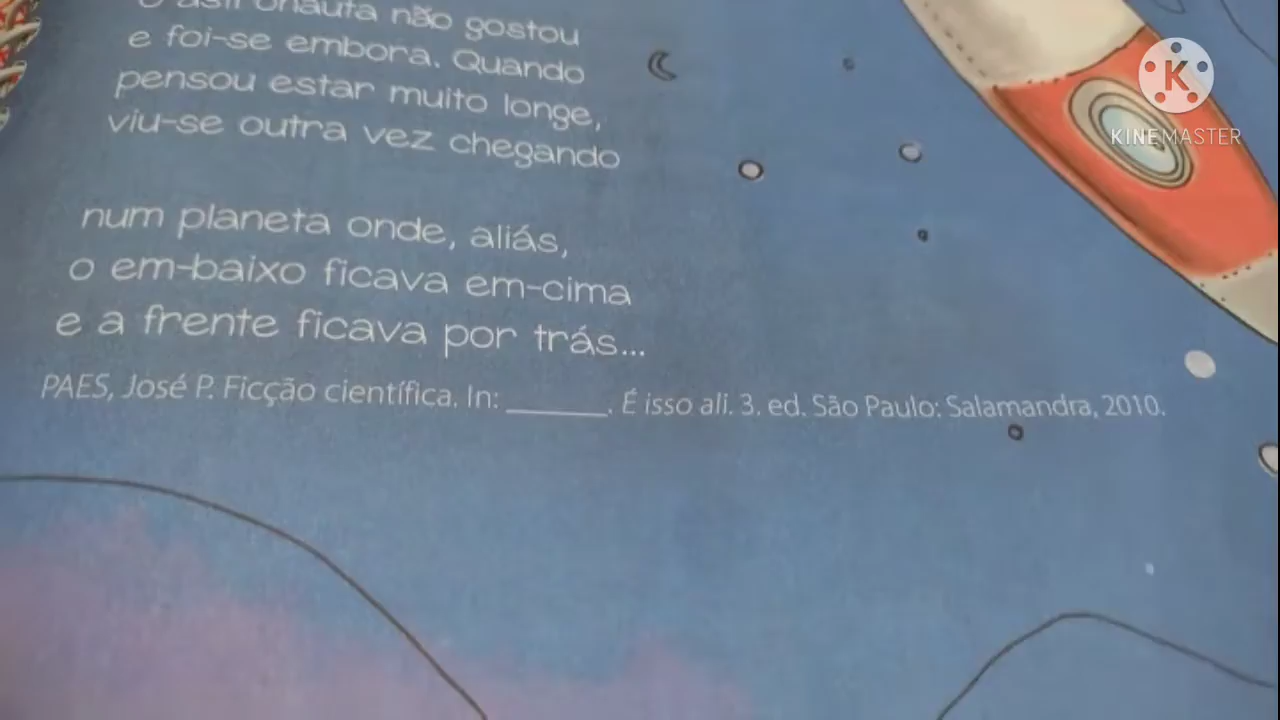 O astronauta não gostou
e foi-se embora. Quando
pensou estar muito longe,
viu-se outra vez chegando
num planeta onde, aliás,
o em-baixo ficava em-cima
e a frente ficava por trás...
PAES, José P. Ficção científica. In: ______. É isso ali. 3. ed. São Paulo: Salamandra, 2010.
K
KINEMASTER